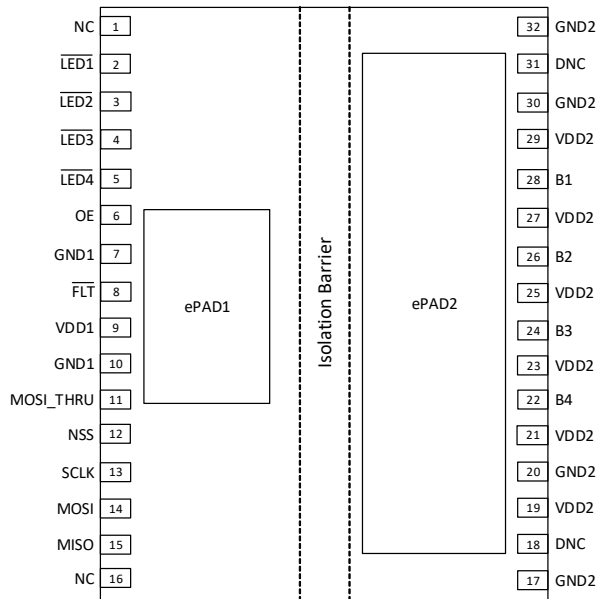 NC 1
LED1 2
LED2 3
LED3 4
LED4 5
OE 6
GND1 7
FLT 8
VDD1 9
GND1 10
MOSI_THRU 11
NSS 12
SCLK 13
MOSI 14
MISO 15
NC 16
ePAD1
Isolation Barrier
ePAD2
32 GND2
31 DNC
30 GND2
29 VDD2
28 B1
27 VDD2
26 B2
25 VDD2
24 B3
23 VDD2
22 B4
21 VDD2
20 GND2
19 VDD2
18 DNC
17 GND2